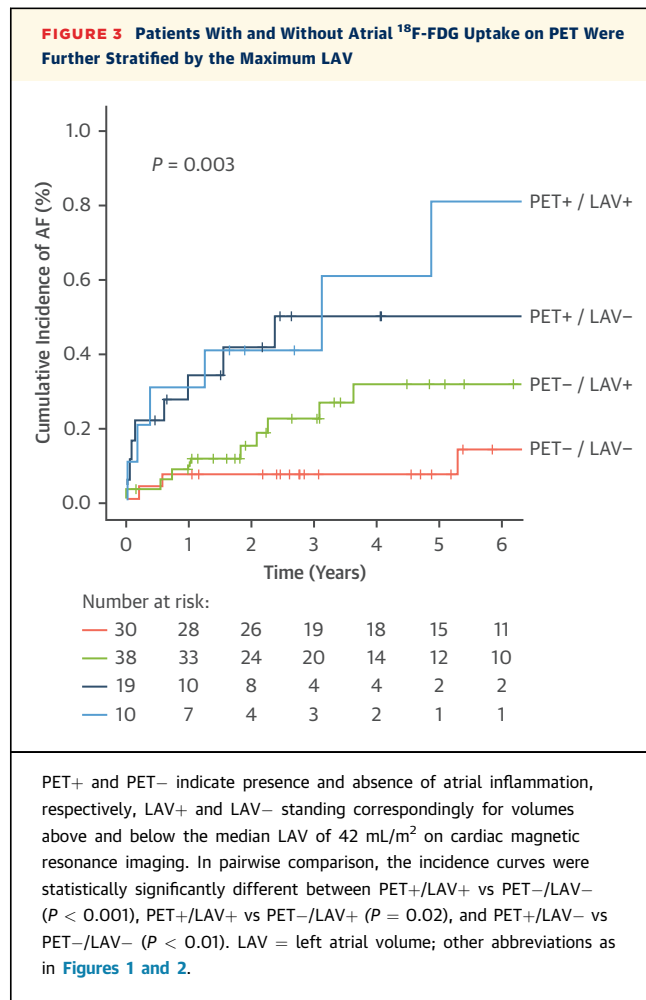 FIGURE 3 Patients With and Without Atrial ¹⁸F-FDG Uptake on PET Were
Further Stratified by the Maximum LAV
Cumulative Incidence of AF (%)
1.0
0.8
0.6
0.4
0.2
0.0
P = 0.003
PET+ / LAV+
PET+ / LAV−
PET− / LAV+
PET− / LAV−
0 1 2 3 4 5 6
Time (Years)
Number at risk:
30 28 26 19 18 15 11
38 33 24 20 14 12 10
19 10 8 4 4 2 2
10 7 4 3 2 1 1
PET+ and PET− indicate presence and absence of atrial inflammation,
respectively, LAV+ and LAV− standing correspondingly for volumes
above and below the median LAV of 42 mL/m² on cardiac magnetic
resonance imaging. In pairwise comparison, the incidence curves were
statistically significantly different between PET+/LAV+ vs PET−/LAV−
(P < 0.001), PET+/LAV+ vs PET−/LAV+ (P = 0.02), and PET+/LAV− vs
PET−/LAV− (P < 0.01). LAV = left atrial volume; other abbreviations as
in Figures 1 and 2.